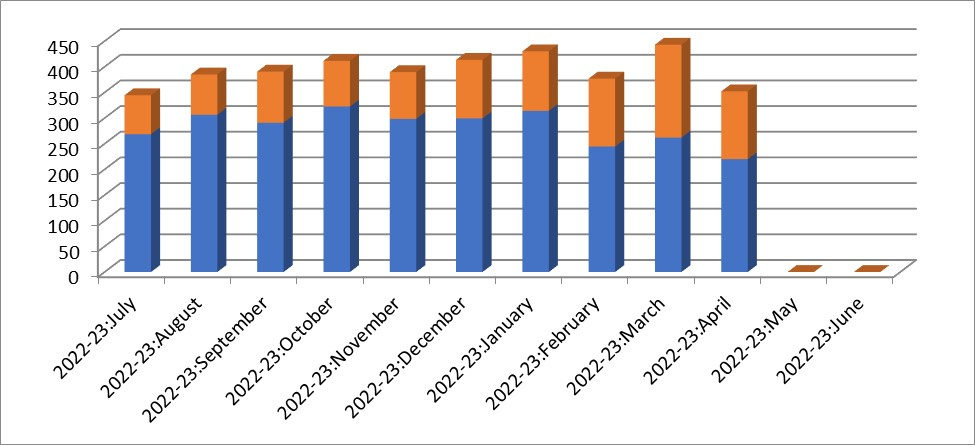 450
400
350
300
250
200
150
100
50
0
2022-23:July
2022-23:August
2022-23:September
2022-23:October
2022-23:November
2022-23:December
2022-23:January
2022-23:February
2022-23:March
2022-23:April
2022-23:May
2022-23:June